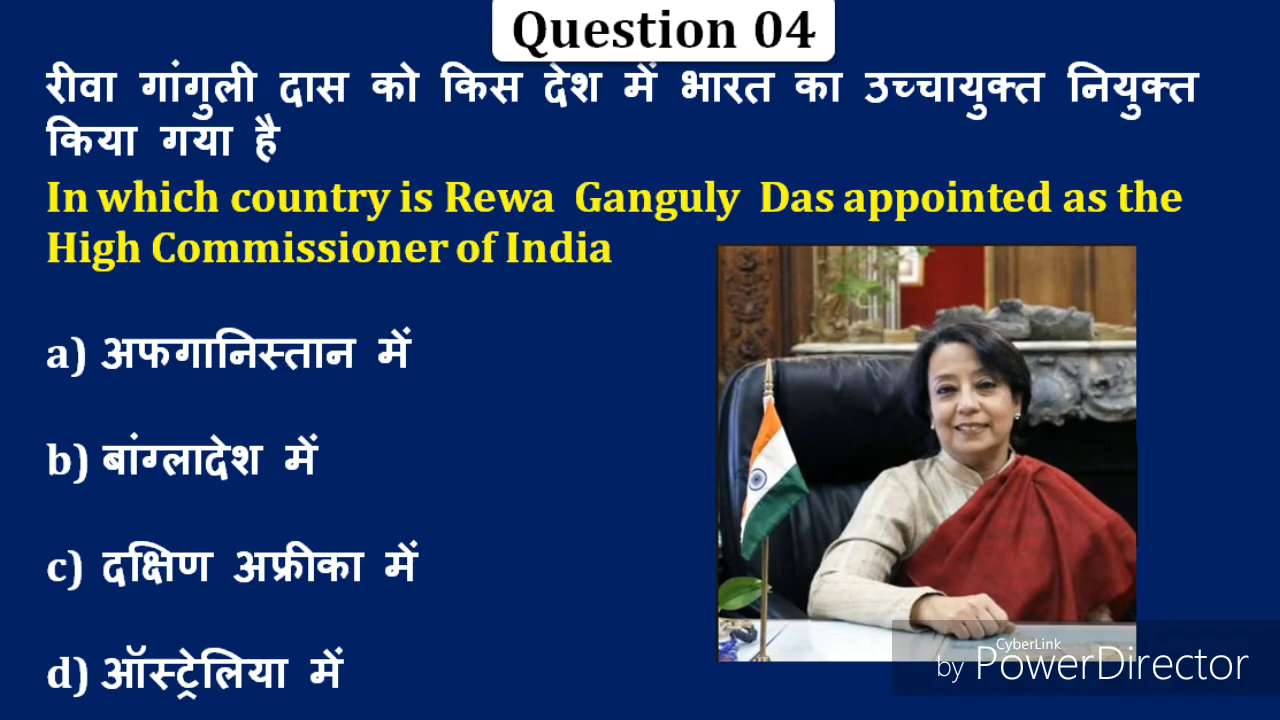 Question 04
रीवा गांगुली दास को किस देश में भारत का उच्चायुक्त नियुक्त
किया गया है
In which country is Rewa Ganguly Das appointed as the
High Commissioner of India
a) अफगानिस्तान में
b) बांग्लादेश में
c) दक्षिण अफ्रीका में
d) ऑस्ट्रेलिया में
CyberLink
by PowerDirector